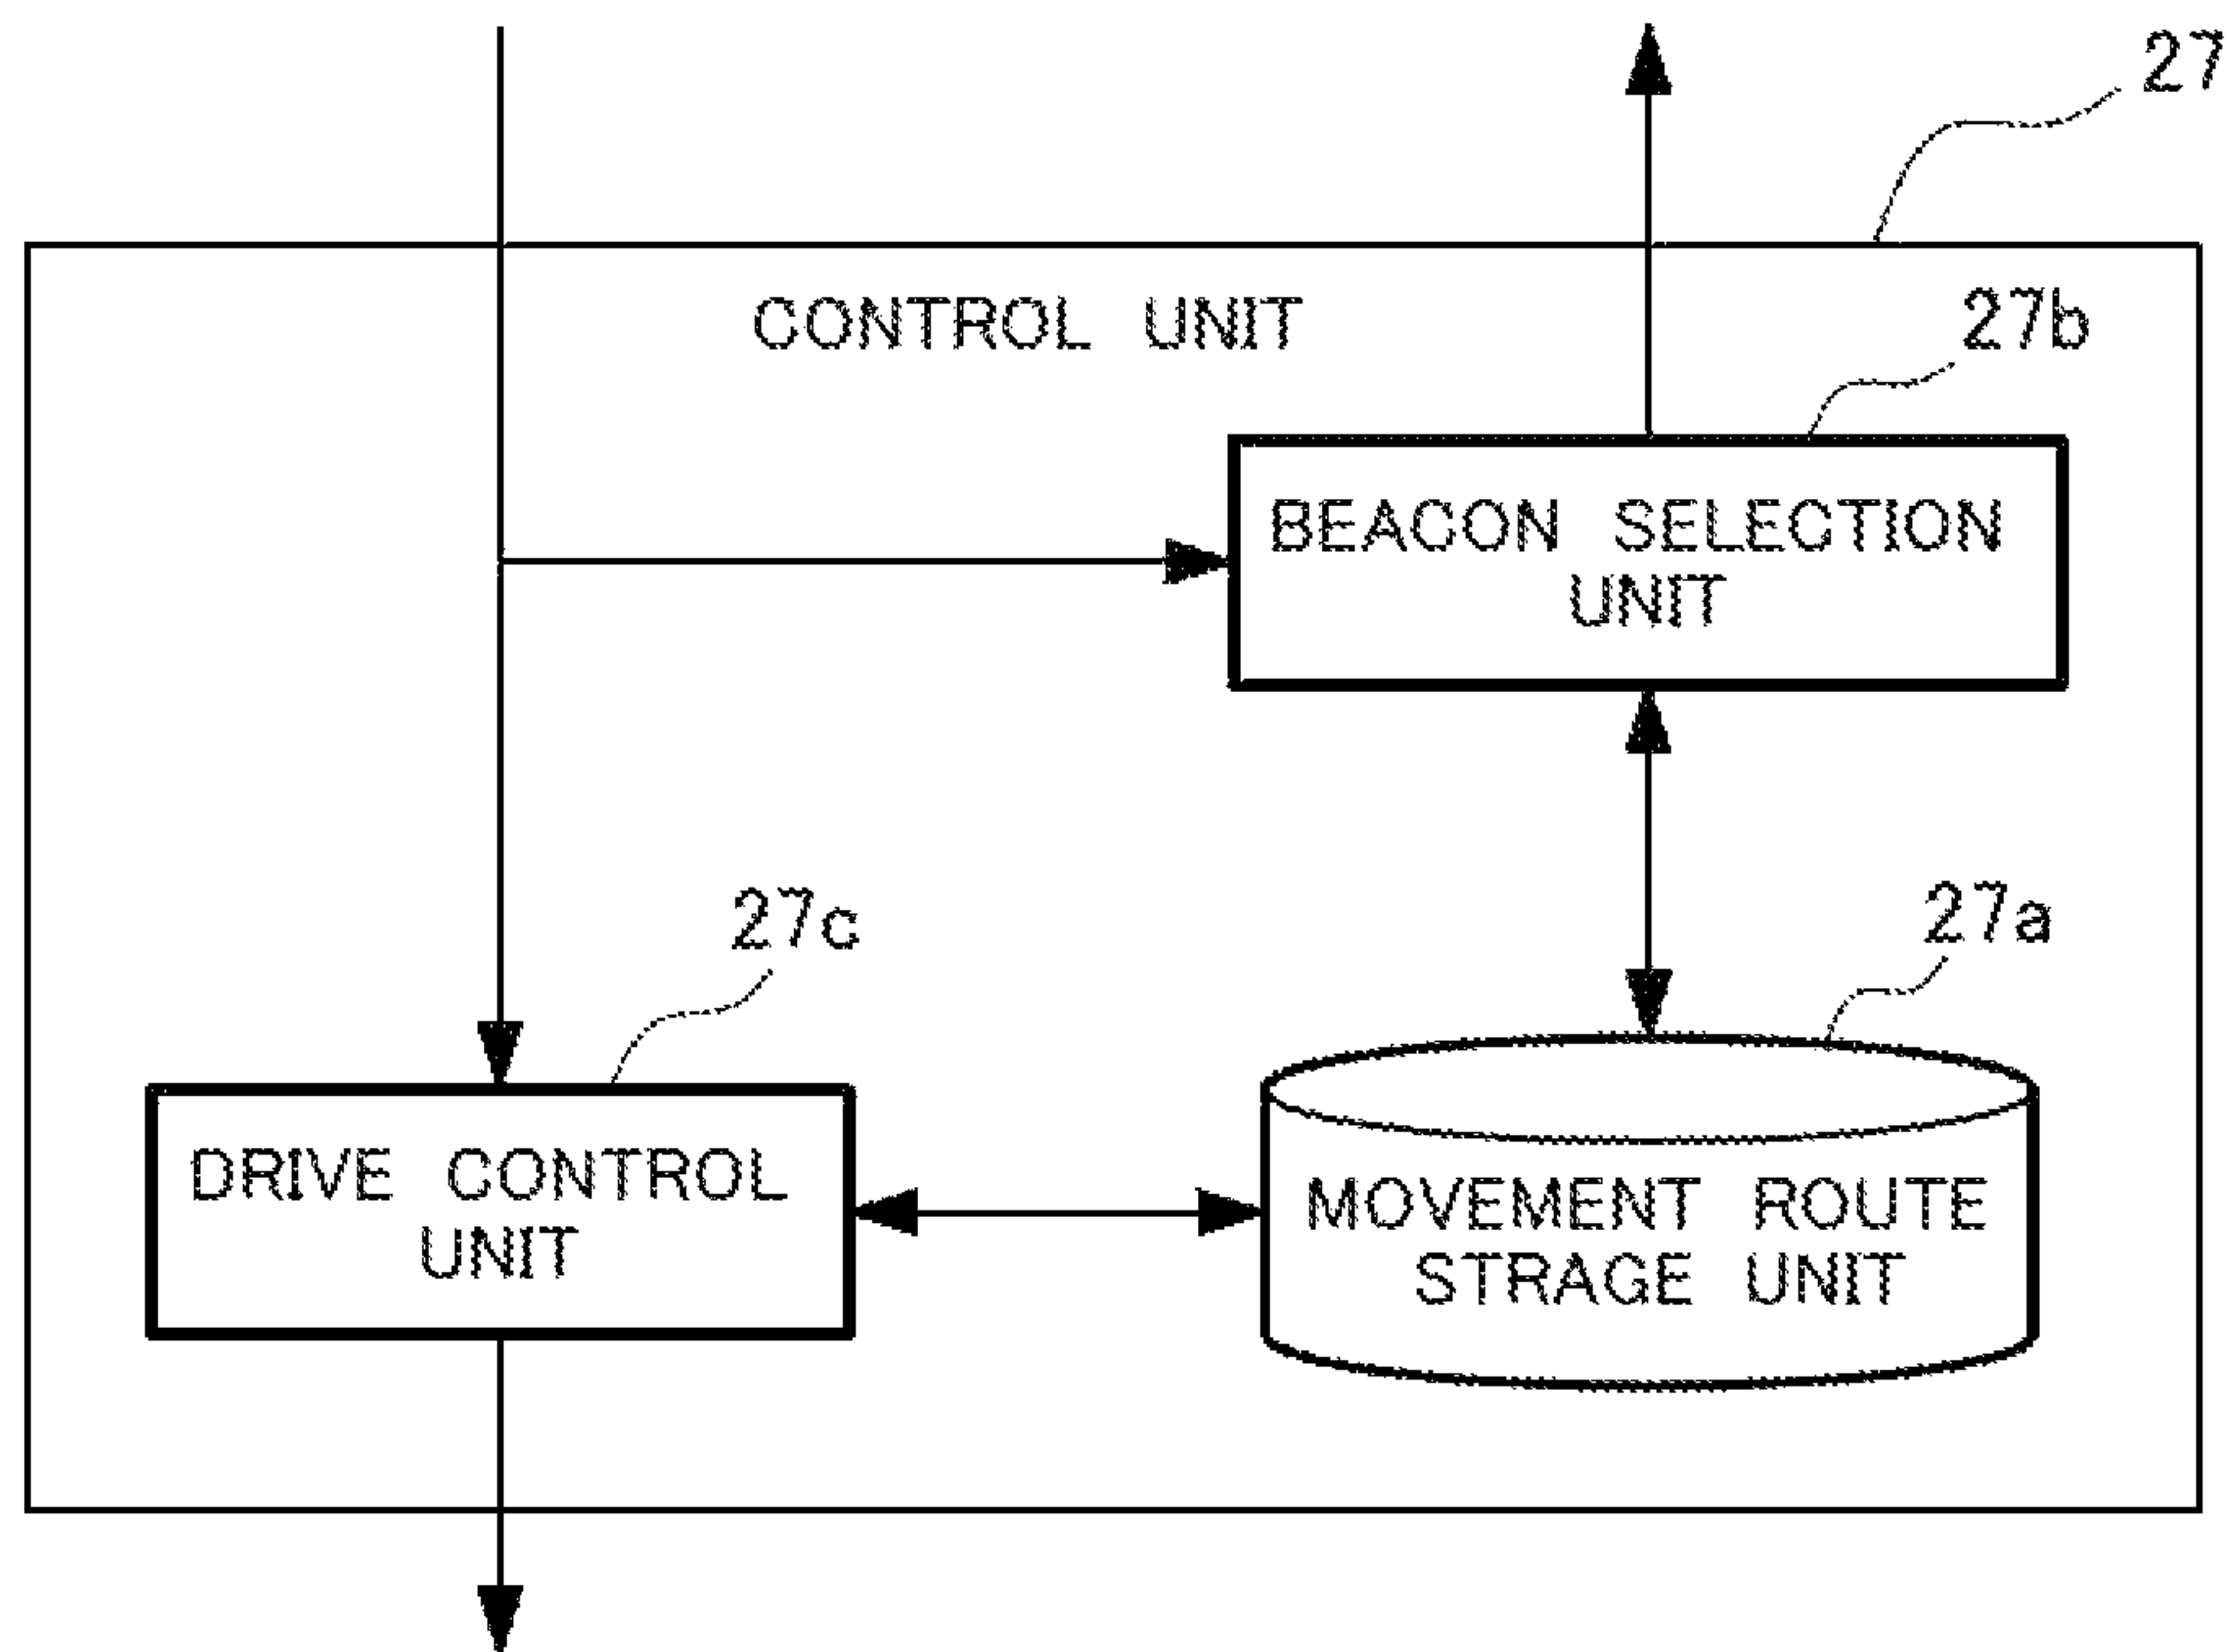 27
CONTROL UNIT
27b
BEACON SELECTION
UNIT
27c
27a
DRIVE CONTROL
UNIT
MOVEMENT ROUTE
STRAGE UNIT